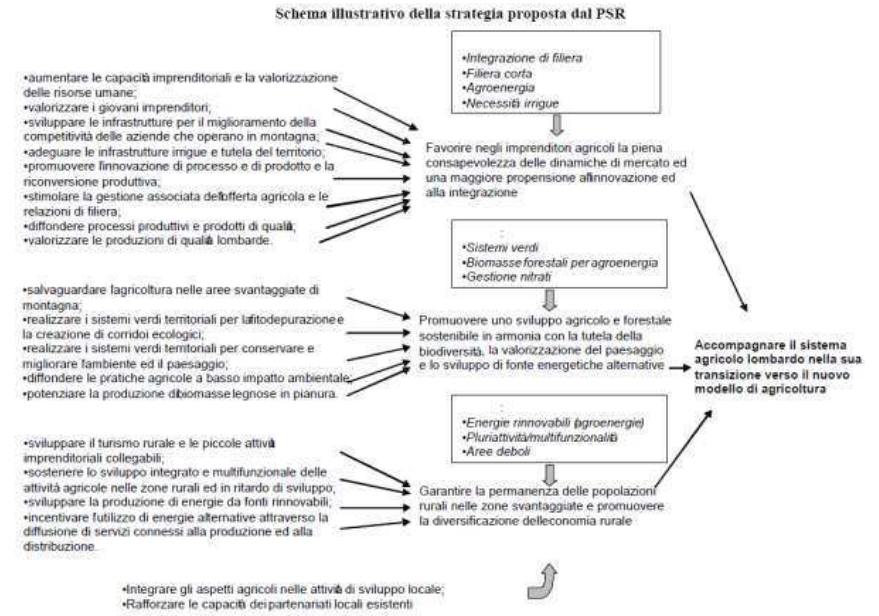 Schema illustrativo della strategia proposta dal PSR
•Integrazione di filiera
•Filiera corta
•Agroenergia
•Necessità irrigue
•aumentare le capacità imprenditoriali e la valorizzazione
delle risorse umane;
•valorizzare i giovani imprenditori;
•sviluppare le infrastrutture per il miglioramento della
competitività delle aziende che operano in montagna;
•adeguare le infrastrutture irrigue e tutela del territorio;
•promuovere l'innovazione di processo e di prodotto e la
riconversione produttiva;
•stimolare la gestione associata dell'offerta agricola e le
relazioni di filiera;
•diffondere processi produttivi e prodotti di qualità;
•valorizzare le produzioni di qualità lombarde.
Favorire negli imprenditori agricoli la piena
consapevolezza delle dinamiche di mercato ed
una maggiore propensione all'innovazione ed
alla integrazione
:
•Sistemi verdi
•Biomasse forestali per agroenergia
•Gestione nitrati
•salvaguardare l'agricoltura nelle aree svantaggiate di
montagna;
•realizzare i sistemi verdi territoriali per la fitodepurazione e
la creazione di corridoi ecologici;
•realizzare i sistemi verdi territoriali per conservare e
migliorare l'ambiente ed il paesaggio;
•diffondere le pratiche agricole a basso impatto ambientale;
•potenziare la produzione di biomasse legnose in pianura.
Promuovere uno sviluppo agricolo e forestale
sostenibile in armonia con la tutela della
biodiversità, la valorizzazione del paesaggio
e lo sviluppo di fonte energetiche alternative
Accompagnare il sistema
agricolo lombardo nella sua
transizione verso il nuovo
modello di agricoltura
:
•Energie rinnovabili (agroenergie)
•Pluriattività/multifunzionalità
•Aree deboli
•sviluppare il turismo rurale e le piccole attività
imprenditoriali collegabili;
•sostenere lo sviluppo integrato e multifunzionale delle
attività agricole nelle zone rurali ed in ritardo di sviluppo;
•sviluppare la produzione di energia da fonti rinnovabili;
•incentivare l'utilizzo di energie alternative attraverso la
diffusione di servizi connessi alla produzione ed alla
distribuzione.
Garantire la permanenza delle popolazioni
rurali nelle zone svantaggiate e promuovere
la diversificazione dell'economia rurale
•Integrare gli aspetti agricoli nelle attività di sviluppo locale;
•Rafforzare le capacità dei partenariati locali esistenti